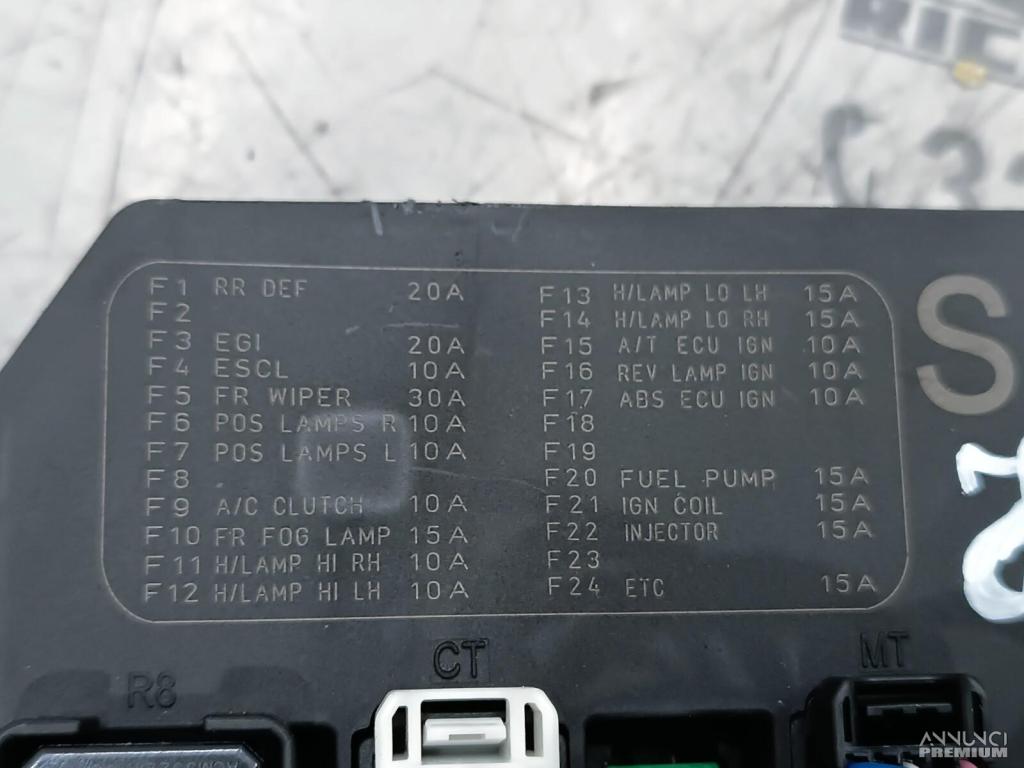 RIC
F1 RR DEF 20A
F2
F3 EGI 20A
F4 ESCL 10A
F5 FR WIPER 30A
F6 POS LAMPS R 10A
F7 POS LAMPS L 10A
F8
F9 A/C CLUTCH 10A
F10 FR FOG LAMP 15A
F11 H/LAMP HI RH 10A
F12 H/LAMP HI LH 10A
F13 H/LAMP LO LH 15A
F14 H/LAMP LO RH 15A
F15 A/T ECU IGN 10A
F16 REV LAMP IGN 10A
F17 ABS ECU IGN 10A
F18
F19
F20 FUEL PUMP 15A
F21 IGN COIL 15A
F22 INJECTOR 15A
F23
F24 ETC 15A
S
R8
CT
MT
ANNUNCI
PREMIUM